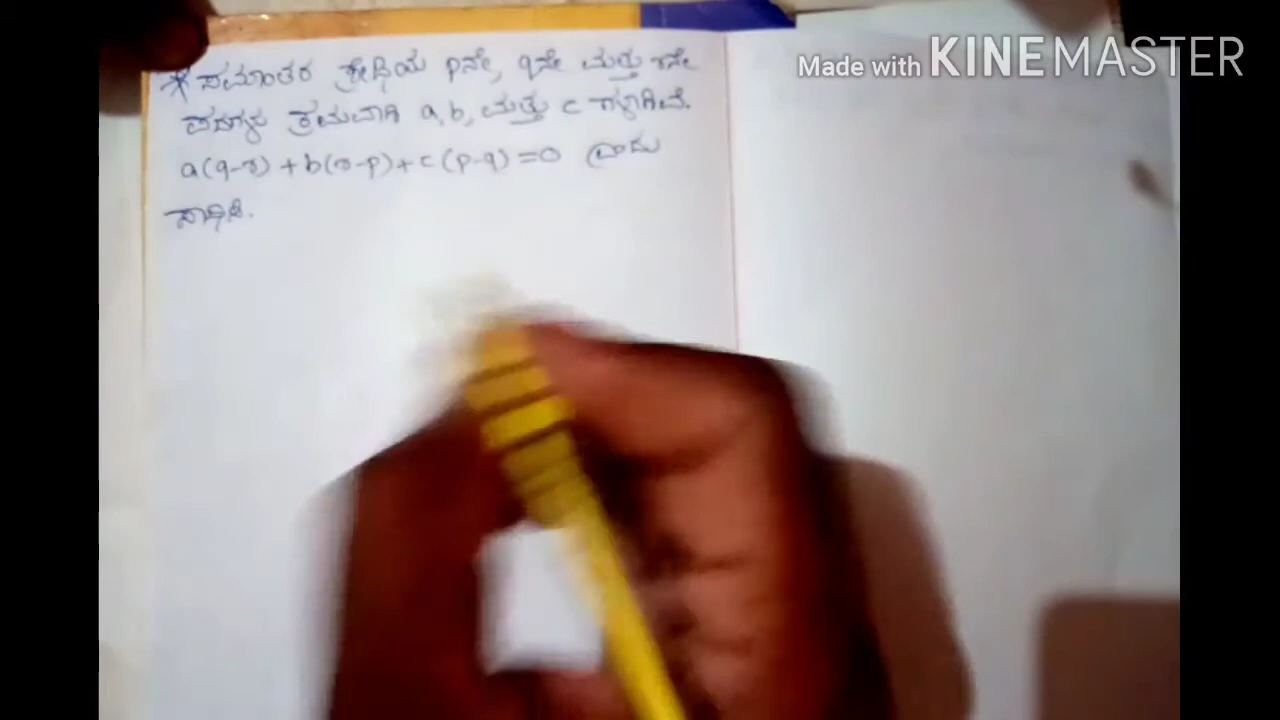 Made with KINEMASTER
* ಸಮಾಂತರ ಶ್ರೇಢಿಯ pನೇ, qನೇ ಮತ್ತು rನೇ
ಪದಗಳು ಕ್ರಮವಾಗಿ a, b, ಮತ್ತು c ಗಳಾಗಿವೆ.
a(q-r) + b(r-p) + c(p-q) = 0 ಎಂದು
ಸಾಧಿಸಿ.